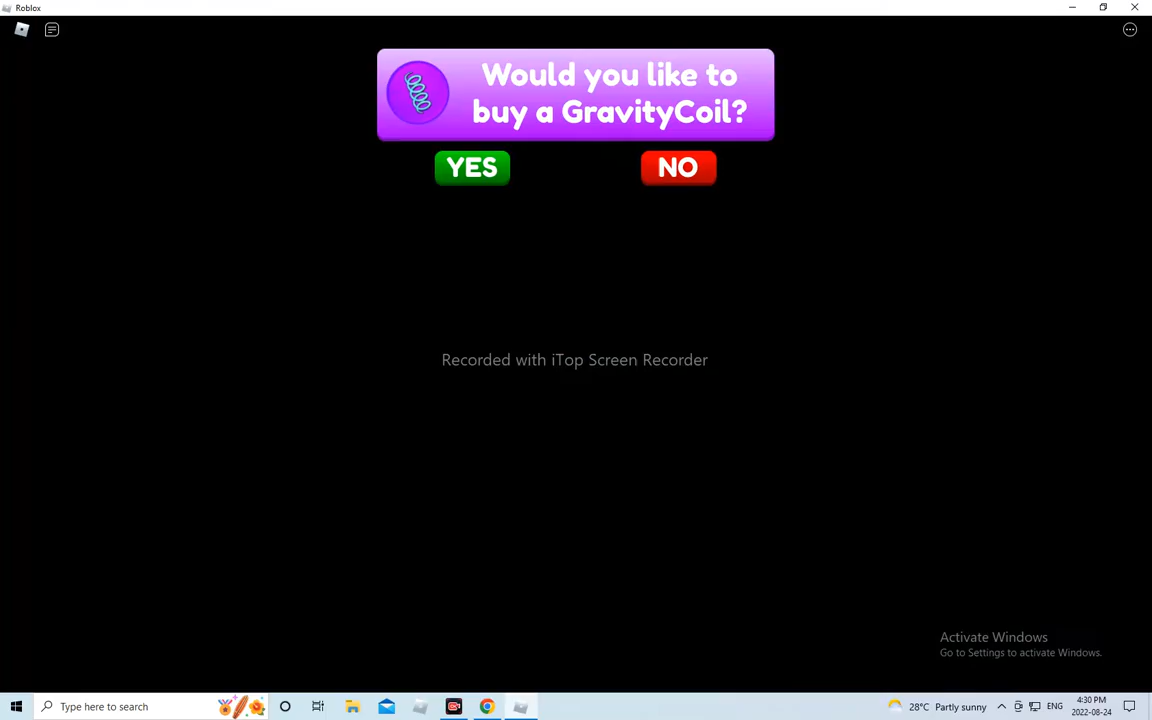 Roblox
Would you like to
buy a GravityCoil?
YES
NO
Recorded with iTop Screen Recorder
Activate Windows
Go to Settings to activate Windows.
Type here to search
28°C Partly sunny
ENG
4:30 PM
2022-08-24